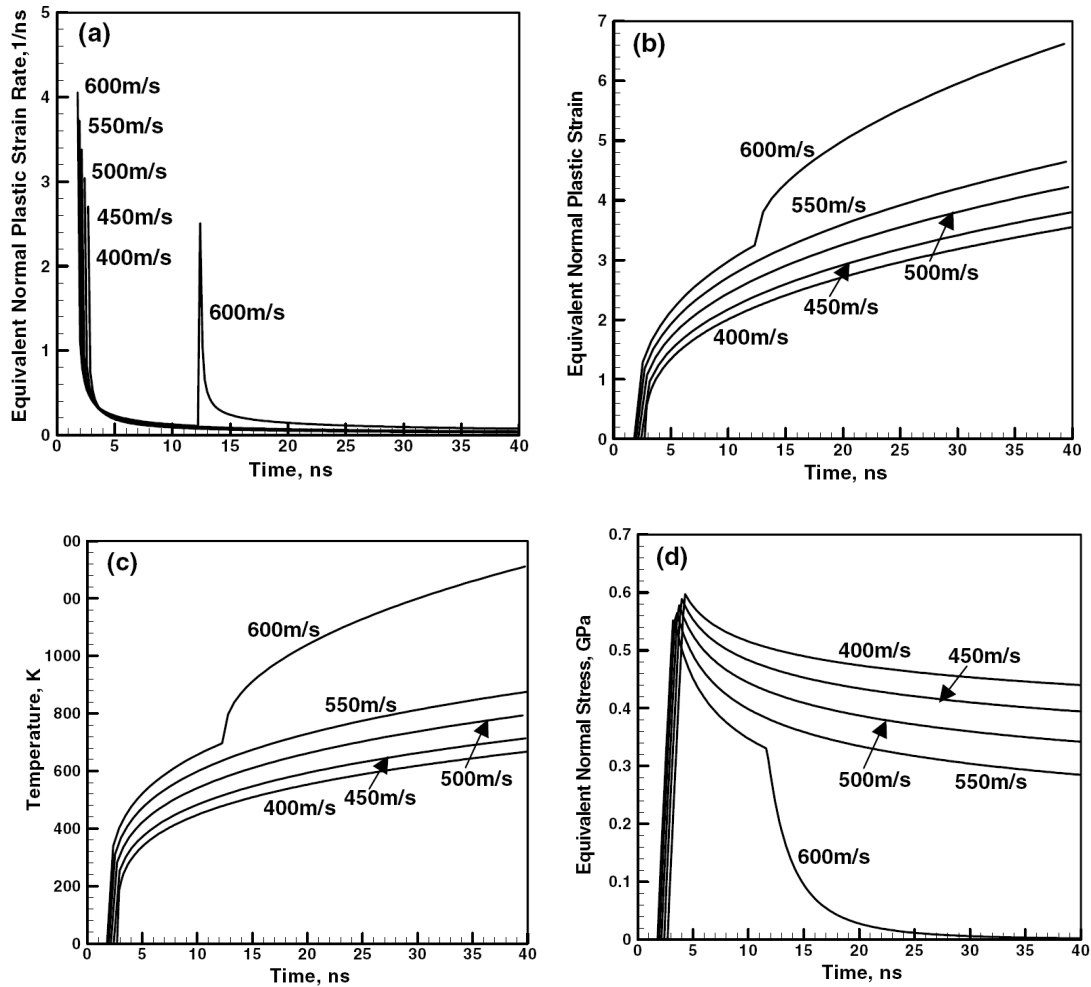 (a)
Equivalent Normal Plastic Strain Rate,1/ns
5
4
3
2
1
0
600m/s
550m/s
500m/s
450m/s
400m/s
600m/s
0 5 10 15 20 25 30 35 40
Time, ns
(b)
Equivalent Normal Plastic Strain
7
6
5
4
3
2
1
0
600m/s
550m/s
500m/s
450m/s
400m/s
0 5 10 15 20 25 30 35 40
Time, ns
(c)
Temperature, K
00
00
1000
800
600
400
200
0
600m/s
550m/s
500m/s
450m/s
400m/s
0 5 10 15 20 25 30 35 40
Time, ns
(d)
Equivalent Normal Stress, GPa
0.7
0.6
0.5
0.4
0.3
0.2
0.1
0
400m/s
450m/s
500m/s
550m/s
600m/s
0 5 10 15 20 25 30 35 40
Time, ns